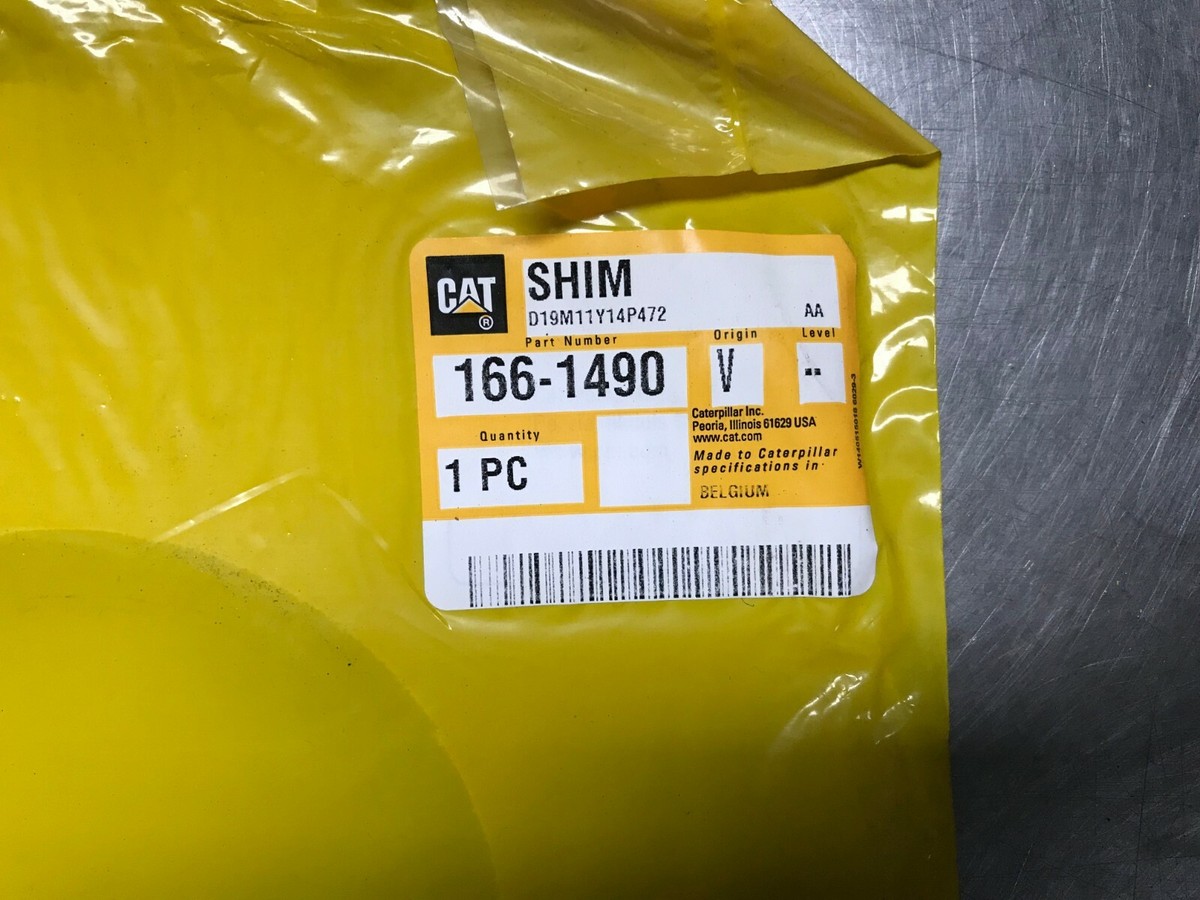 CAT
®
SHIM
D19M11Y14P472
AA
Part Number
Origin
Level
166-1490
V
--
Quantity
1 PC
Caterpillar Inc.
Peoria, Illinois 61629 USA
www.cat.com
Made to Caterpillar
specifications in
BELGIUM